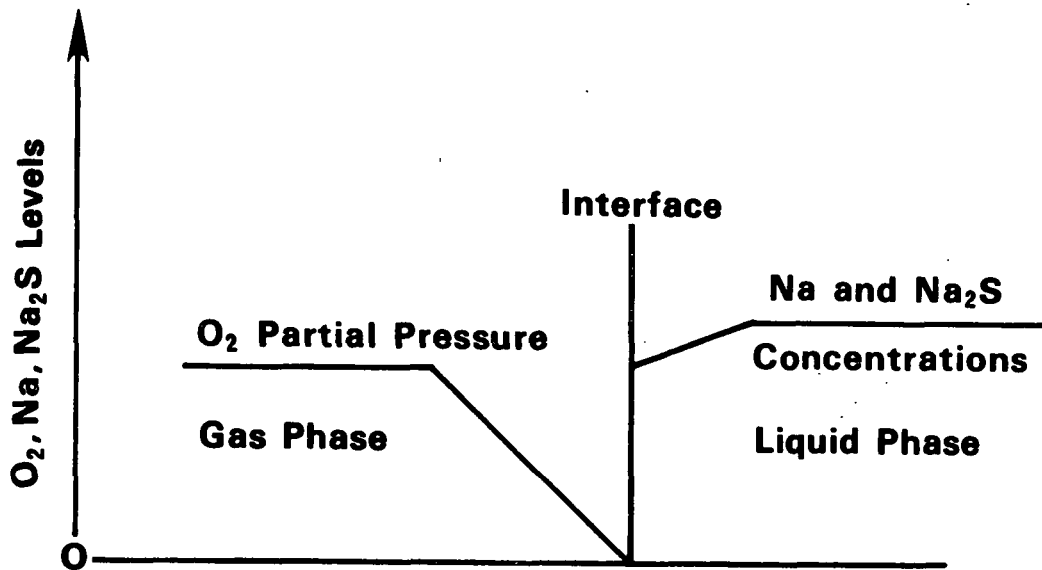 O₂, Na, Na₂S Levels
Interface
Na and Na₂S
Concentrations
O₂ Partial Pressure
Gas Phase
Liquid Phase
O